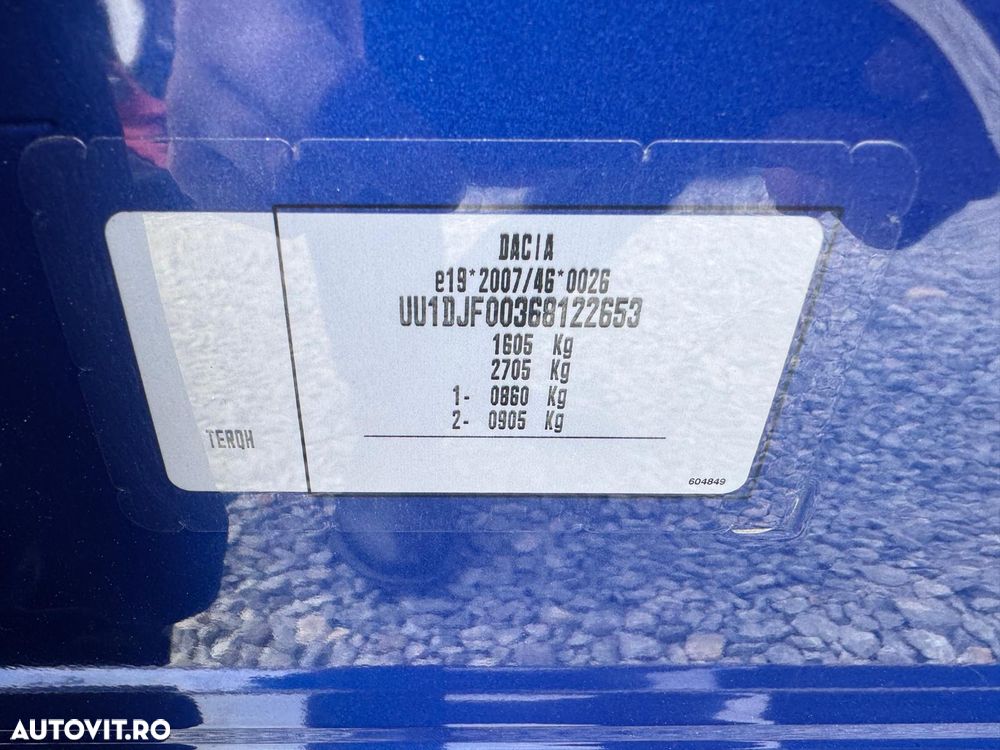 DACIA
e19*2007/46*0026
UU1DJF00368122653
1605 Kg
2705 Kg
1- 0860 Kg
2- 0905 Kg
TERQH
604849
AUTOVIT.RO